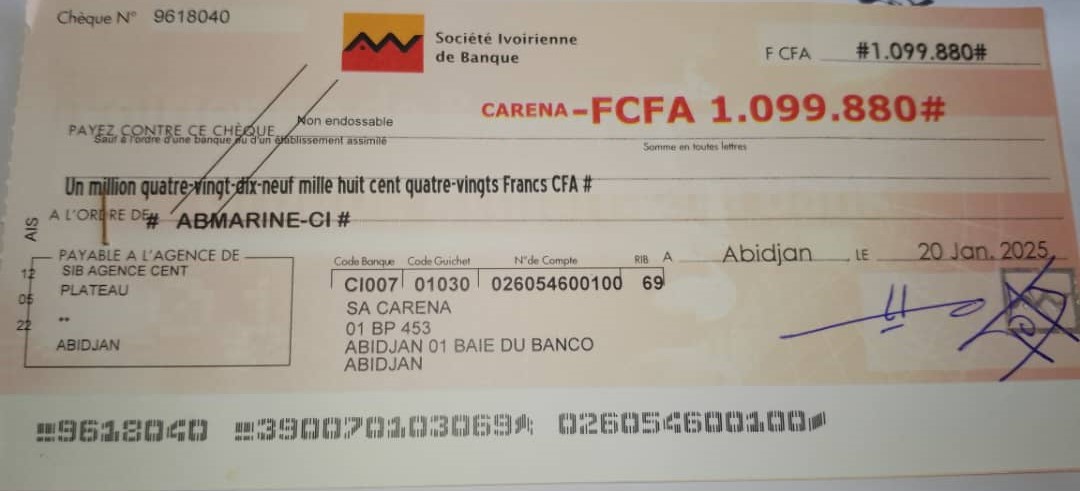 Chèque N° 9618040
Société Ivoirienne
de Banque
F CFA #1.099.880#
CARENA-FCFA 1.099.880#
Non endossable
PAYEZ CONTRE CE CHÈQUE
Sauf à l'ordre d'une banque ou d'un établissement assimilé
Somme en toutes lettres
Un million quatre-vingt-dix-neuf mille huit cent quatre-vingts Francs CFA #
A L'ORDRE DE # ABMARINE-CI #
AIS
12
05
22
PAYABLE A L'AGENCE DE
SIB AGENCE CENT
PLATEAU
**
ABIDJAN
Code Banque Code Guichet N°de Compte RIB
CI007 01030 026054600100 69
SA CARENA
01 BP 453
ABIDJAN 01 BAIE DU BANCO
ABIDJAN
A Abidjan LE 20 Jan. 2025
9618040 390070103069 026054600100